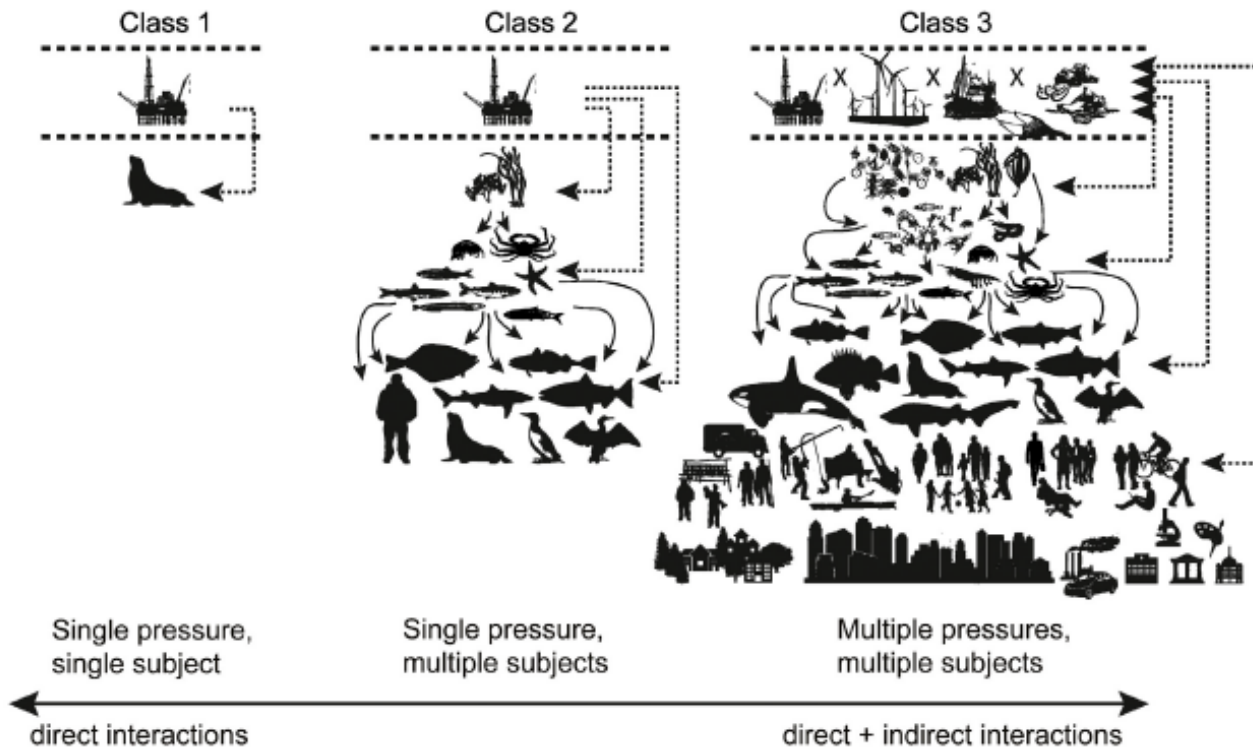 Class 1
Class 2
Class 3
X X X
Single pressure,
single subject
Single pressure,
multiple subjects
Multiple pressures,
multiple subjects
direct interactions
direct + indirect interactions